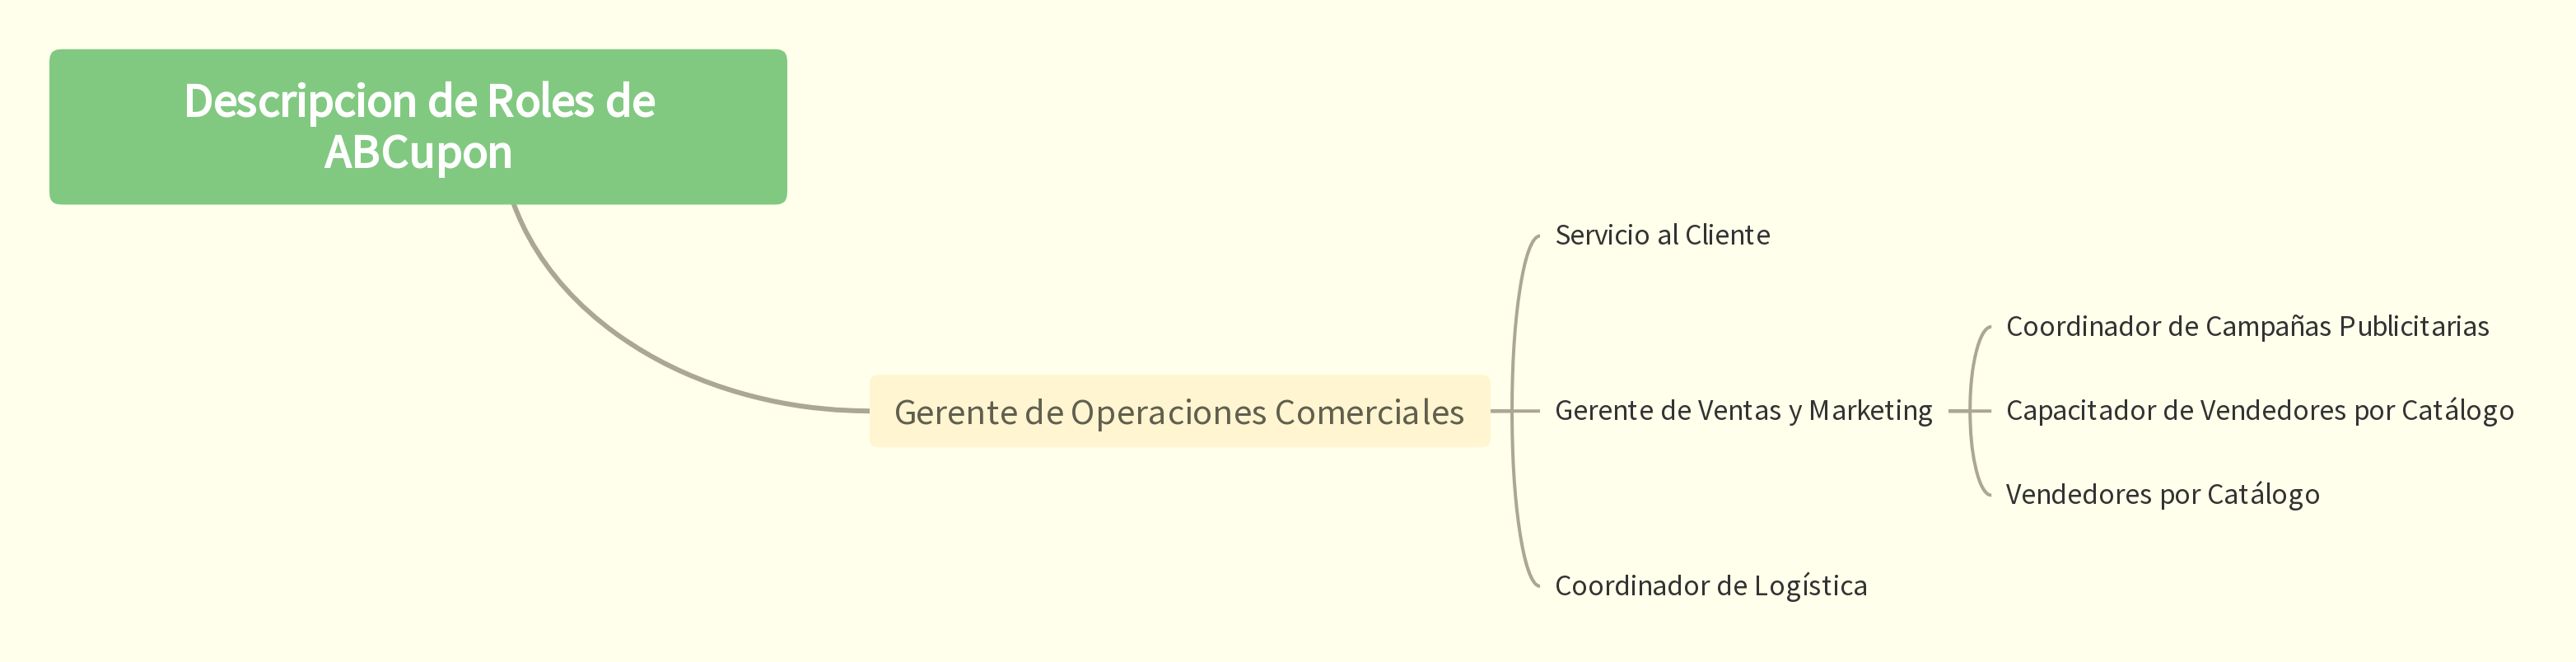 Descripcion de Roles de
ABCupon
Gerente de Operaciones Comerciales
Servicio al Cliente
Gerente de Ventas y Marketing
Coordinador de Campañas Publicitarias
Capacitador de Vendedores por Catálogo
Vendedores por Catálogo
Coordinador de Logística